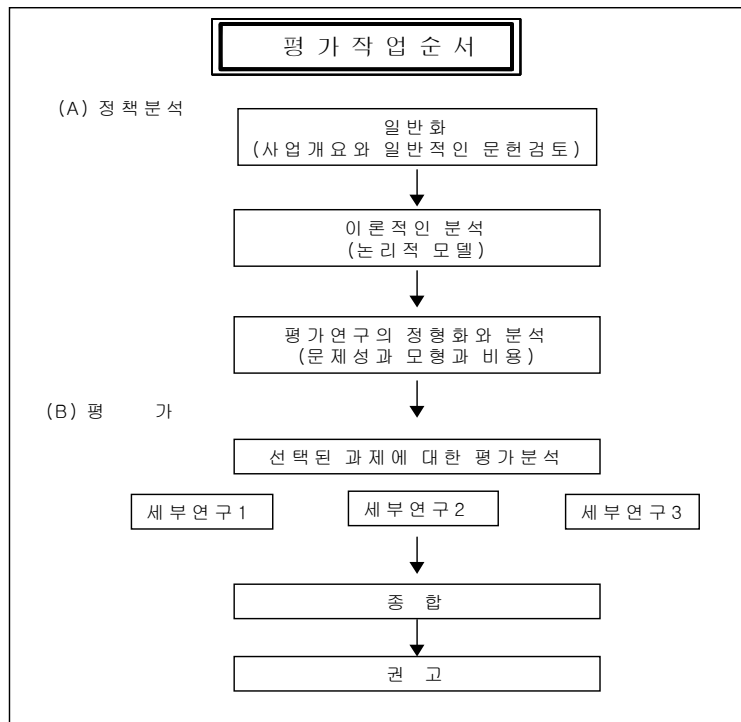 평가작업순서
(A) 정책분석
일반화
(사업개요와 일반적인 문헌검토)
이론적인 분석
(논리적 모델)
평가연구의 정형화와 분석
(문제성과 모형과 비용)
(B) 평 가
선택된 과제에 대한 평가분석
세부연구1 세부연구2 세부연구3
종 합
권 고